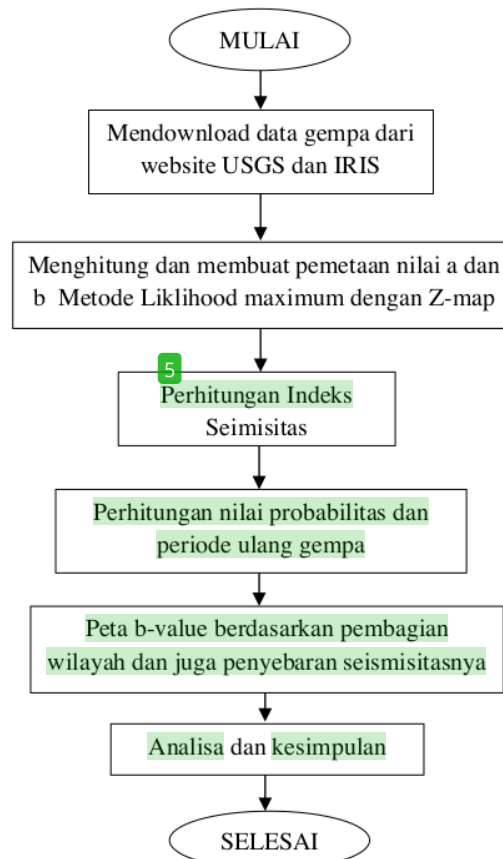 MULAI
Mendownload data gempa dari
website USGS dan IRIS
Menghitung dan membuat pemetaan nilai a dan
b Metode Liklihood maximum dengan Z-map
5
Perhitungan Indeks
Seimisitas
Perhitungan nilai probabilitas dan
periode ulang gempa
Peta b-value berdasarkan pembagian
wilayah dan juga penyebaran seismisitasnya
Analisa dan kesimpulan
SELESAI